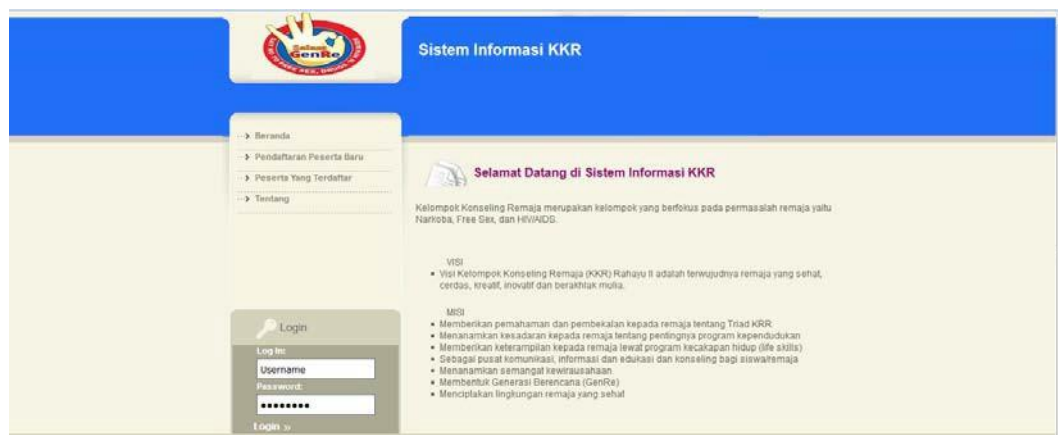 Salam
GenRe
Sistem Informasi KKR
Beranda
Pendaftaran Peserta Baru
Peserta Yang Terdaftar
Tentang
Selamat Datang di Sistem Informasi KKR
Kelompok Konseling Remaja merupakan kelompok yang berfokus pada permasalah remaja yaitu
Narkoba, Free Sex, dan HIV/AIDS.
VISI
Visi Kelompok Konseling Remaja (KKR) Rahayu II adalah terwujudnya remaja yang sehat,
cerdas, kreatif, inovatif dan berakhlak mulia.
MISI
Memberikan pemahaman dan pembekalan kepada remaja tentang Triad KRR
Menanamkan kesadaran kepada remaja tentang pentingnya program kependudukan
Memberikan keterampilan kepada remaja lewat program kecakapan hidup (life skills)
Sebagai pusat komunikasi, informasi dan edukasi dan konseling bagi siswa/remaja
Menanamkan semangat kewirausahaan
Membentuk Generasi Berencana (GenRe)
Menciptakan lingkungan remaja yang sehat
Login
Log In:
Username
Password:
Login »